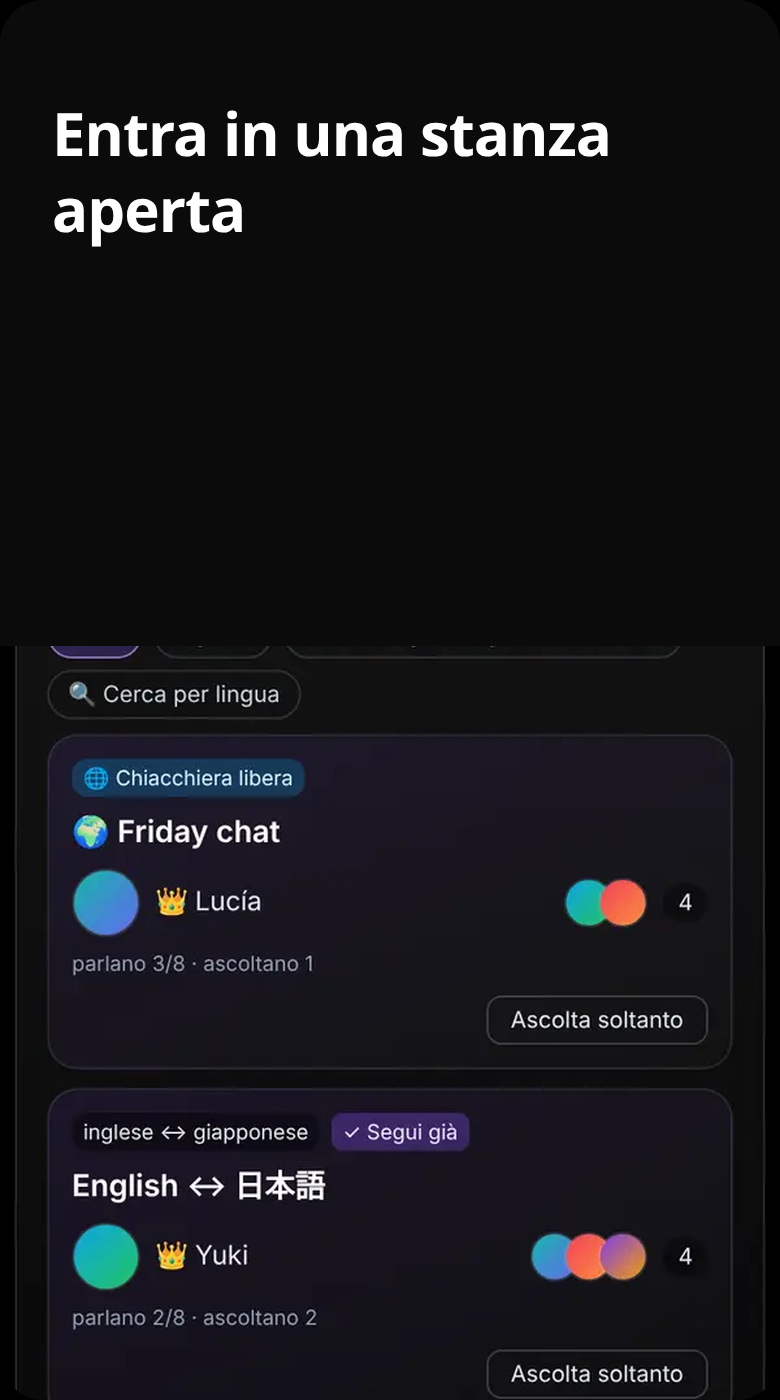 Entra in una stanza
aperta
🔍 Cerca per lingua
🌐 Chiacchiera libera
🌍 Friday chat
👑 Lucía
4
parlano 3/8 · ascoltano 1
Ascolta soltanto
inglese ↔ giapponese ✓ Segui già
English ↔ 日本語
👑 Yuki
4
parlano 2/8 · ascoltano 2
Ascolta soltanto